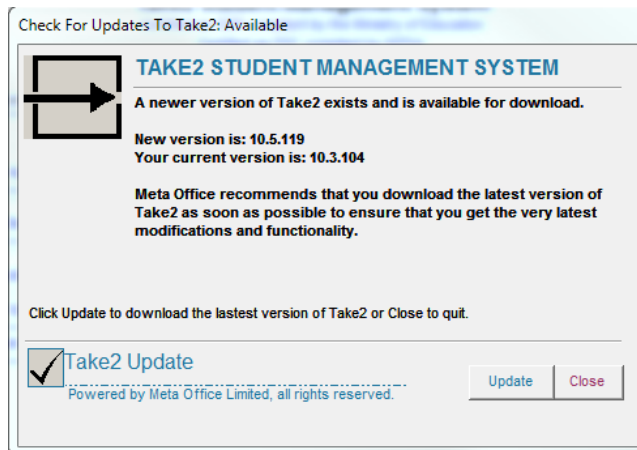 Check For Updates To Take2: Available
TAKE2 STUDENT MANAGEMENT SYSTEM
A newer version of Take2 exists and is available for download.
New version is: 10.5.119
Your current version is: 10.3.104
Meta Office recommends that you download the latest version of
Take2 as soon as possible to ensure that you get the very latest
modifications and functionality.
Click Update to download the lastest version of Take2 or Close to quit.
Take2 Update
Powered by Meta Office Limited, all rights reserved.
Update Close